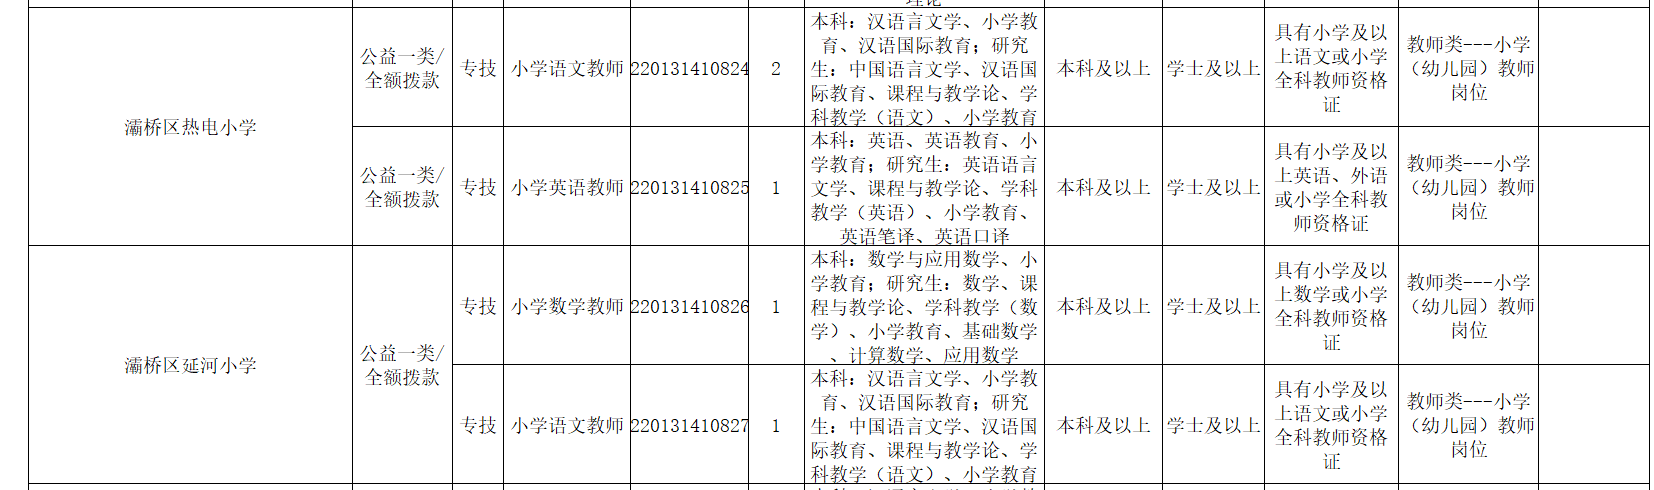 理论
灞桥区热电小学
公益一类/
全额拨款
专技
小学语文教师
220131410824
2
本科：汉语言文学、小学教
育、汉语国际教育；研究
生：中国语言文学、汉语国
际教育、课程与教学论、学
科教学（语文）、小学教育
本科及以上
学士及以上
具有小学及以
上语文或小学
全科教师资格
证
教师类---小学
（幼儿园）教师
岗位
公益一类/
全额拨款
专技
小学英语教师
220131410825
1
本科：英语、英语教育、小
学教育；研究生：英语语言
文学、课程与教学论、学科
教学（英语）、小学教育、
英语笔译、英语口译
本科及以上
学士及以上
具有小学及以
上英语、外语
或小学全科教
师资格证
教师类---小学
（幼儿园）教师
岗位
灞桥区延河小学
公益一类/
全额拨款
专技
小学数学教师
220131410826
1
本科：数学与应用数学、小
学教育；研究生：数学、课
程与教学论、学科教学（数
学）、小学教育、基础数学
、计算数学、应用数学
本科及以上
学士及以上
具有小学及以
上数学或小学
全科教师资格
证
教师类---小学
（幼儿园）教师
岗位
专技
小学语文教师
220131410827
1
本科：汉语言文学、小学教
育、汉语国际教育；研究
生：中国语言文学、汉语国
际教育、课程与教学论、学
科教学（语文）、小学教育
本科及以上
学士及以上
具有小学及以
上语文或小学
全科教师资格
证
教师类---小学
（幼儿园）教师
岗位